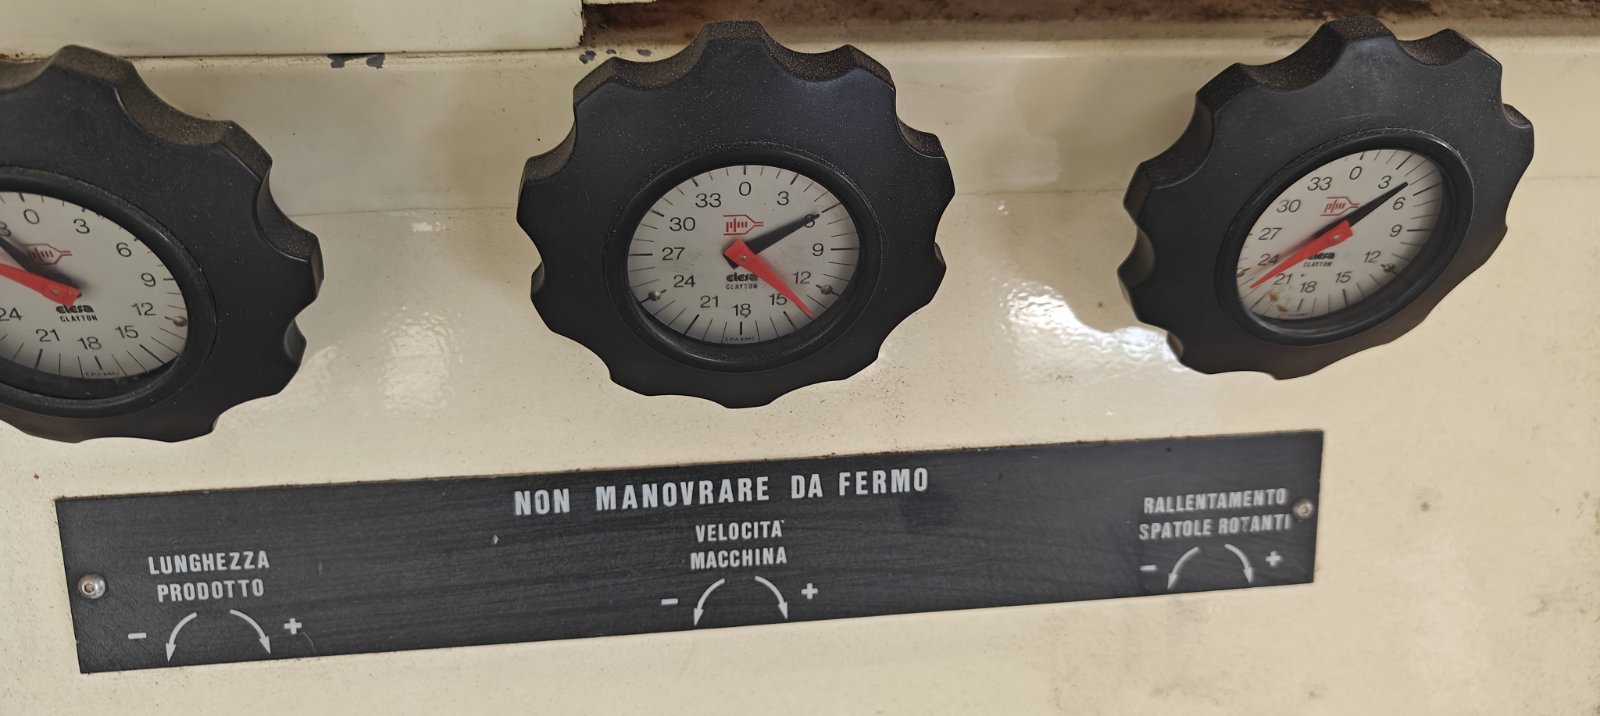 0
3
6
9
12
15
18
21
24
elesa
CLAYTON
0
3
9
12
15
18
21
24
27
30
33
elesa
CLAYTON
0
3
6
9
12
15
18
21
24
27
30
33
elesa
CLAYTON
NON MANOVRARE DA FERMO
LUNGHEZZA
PRODOTTO
- +
VELOCITA'
MACCHINA
- +
RALLENTAMENTO
SPATOLE ROTANTI
- +